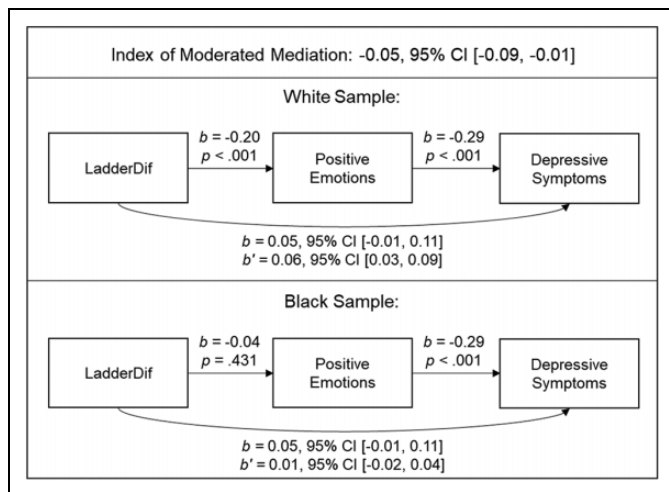 Index of Moderated Mediation: -0.05, 95% CI [-0.09, -0.01]
White Sample:
LadderDif
b = -0.20
p < .001
Positive
Emotions
b = -0.29
p < .001
Depressive
Symptoms
b = 0.05, 95% CI [-0.01, 0.11]
b' = 0.06, 95% CI [0.03, 0.09]
Black Sample:
LadderDif
b = -0.04
p = .431
Positive
Emotions
b = -0.29
p < .001
Depressive
Symptoms
b = 0.05, 95% CI [-0.01, 0.11]
b' = 0.01, 95% CI [-0.02, 0.04]